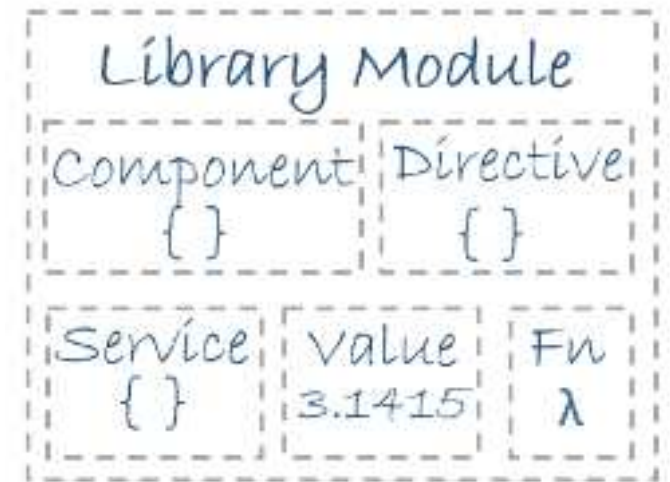 Library Module
Component
{ }
Directive
{ }
Service
{ }
Value
3.1415
Fn
λ